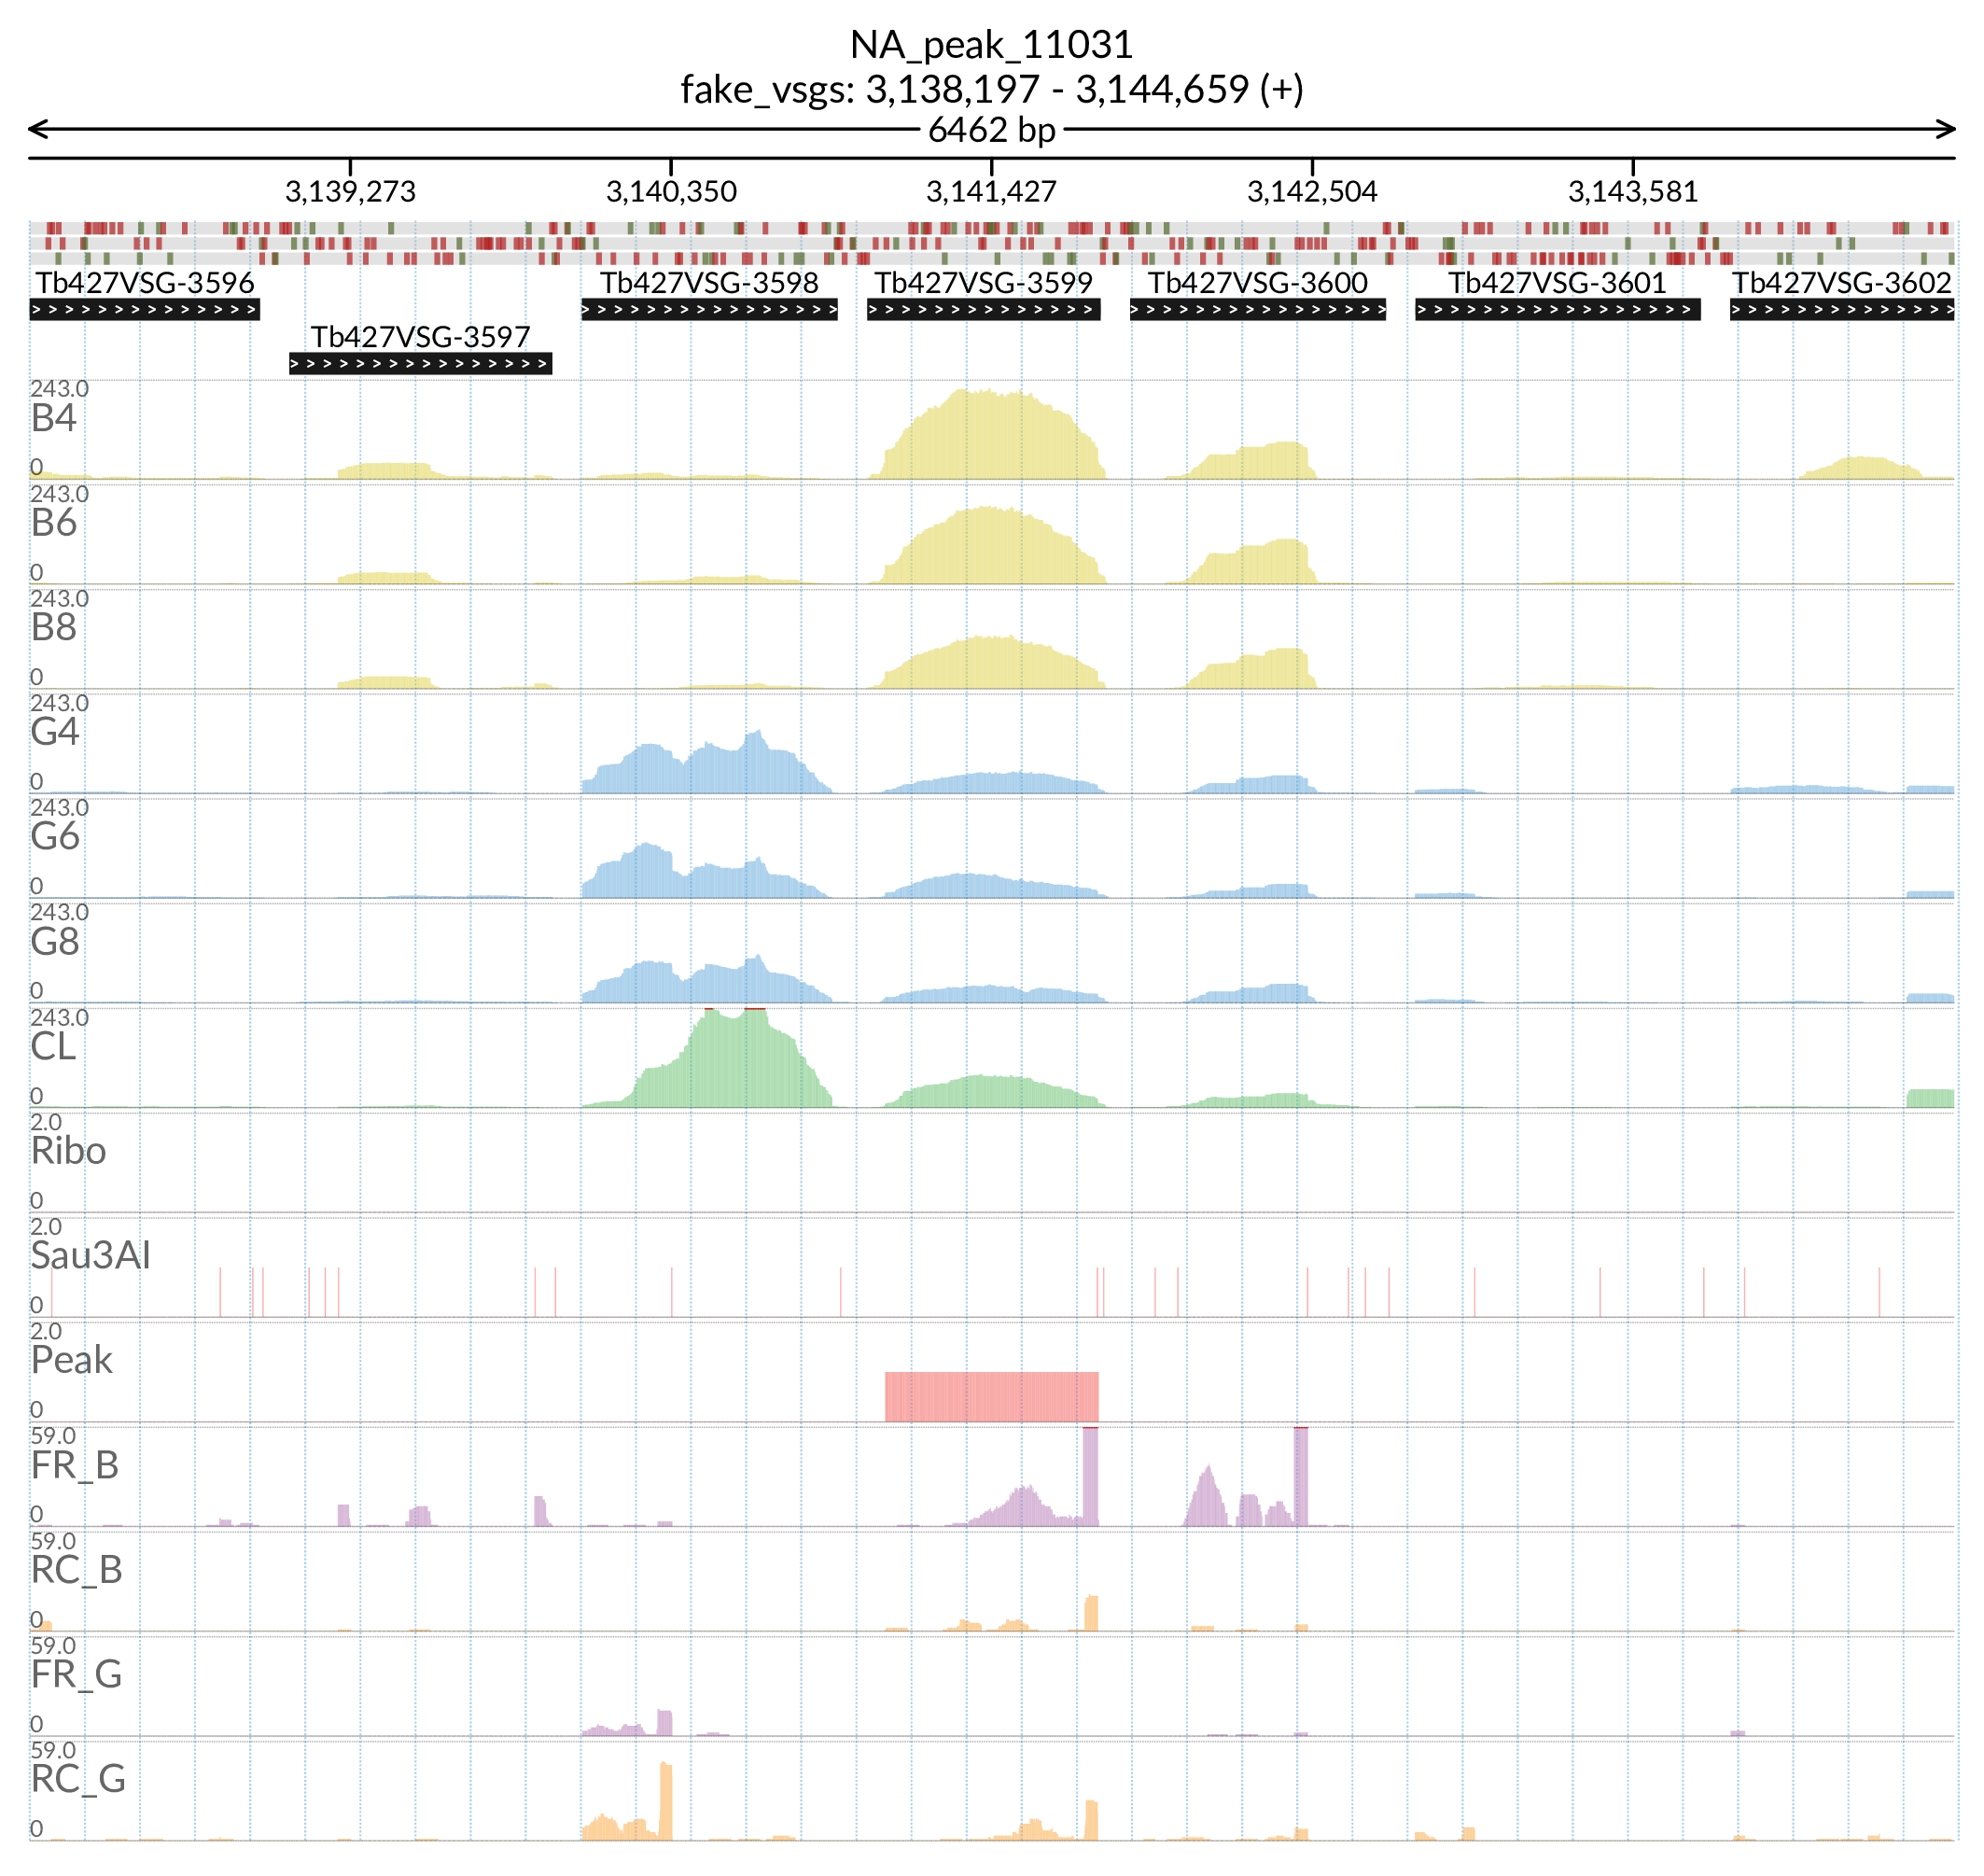 NA_peak_11031
fake_vsgs: 3,138,197 - 3,144,659 (+)
6462 bp
3,139,273 3,140,350 3,141,427 3,142,504 3,143,581
Tb427VSG-3596 Tb427VSG-3598 Tb427VSG-3599 Tb427VSG-3600 Tb427VSG-3601 Tb427VSG-3602
Tb427VSG-3597
243.0
B4
0
243.0
B6
0
243.0
B8
0
243.0
G4
0
243.0
G6
0
243.0
G8
0
243.0
CL
0
2.0
Ribo
0
2.0
Sau3AI
0
2.0
Peak
0
59.0
FR_B
0
59.0
RC_B
0
59.0
FR_G
0
59.0
RC_G
0